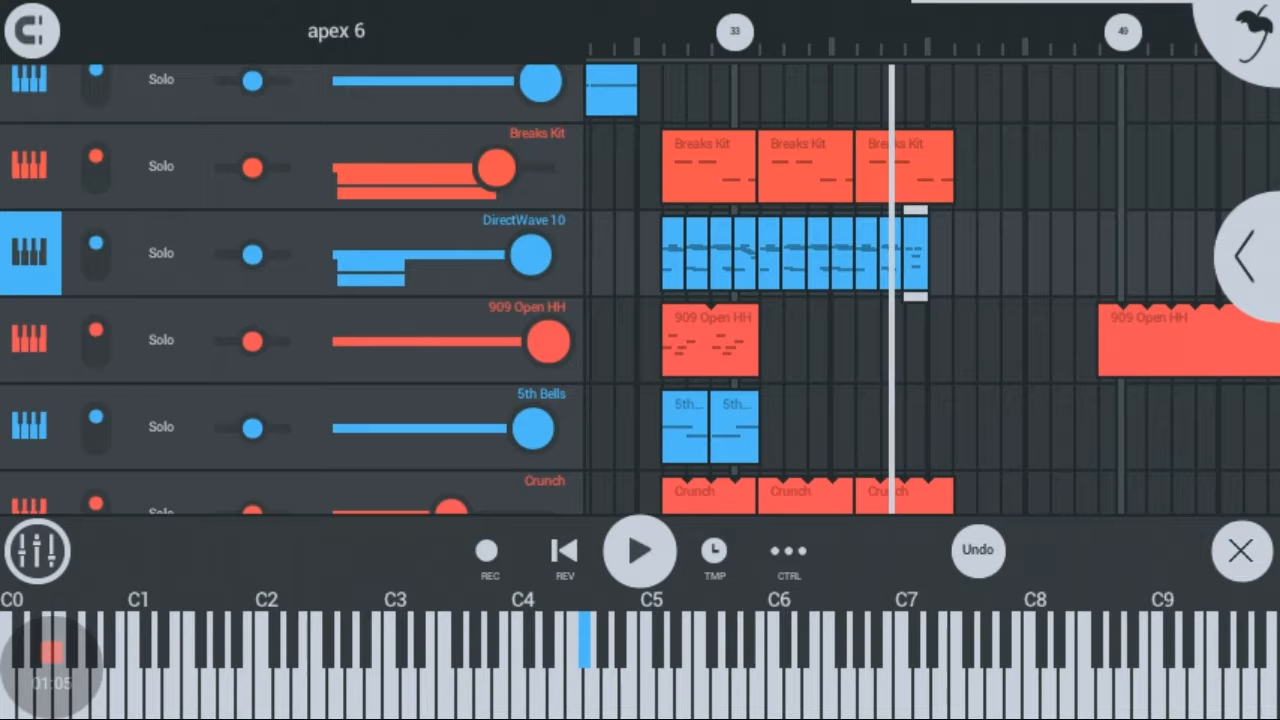 apex 6
33
49
Solo
Breaks Kit
Solo
Breaks Kit
Breaks Kit
Breaks Kit
DirectWave 10
Solo
909 Open HH
Solo
909 Open HH
909 Open HH
5th Bells
Solo
5th...
5th...
Crunch
Solo
Crunch
Crunch
Crunch
REC
REV
TMP
CTRL
Undo
C0 C1 C2 C3 C4 C5 C6 C7 C8 C9
01:05